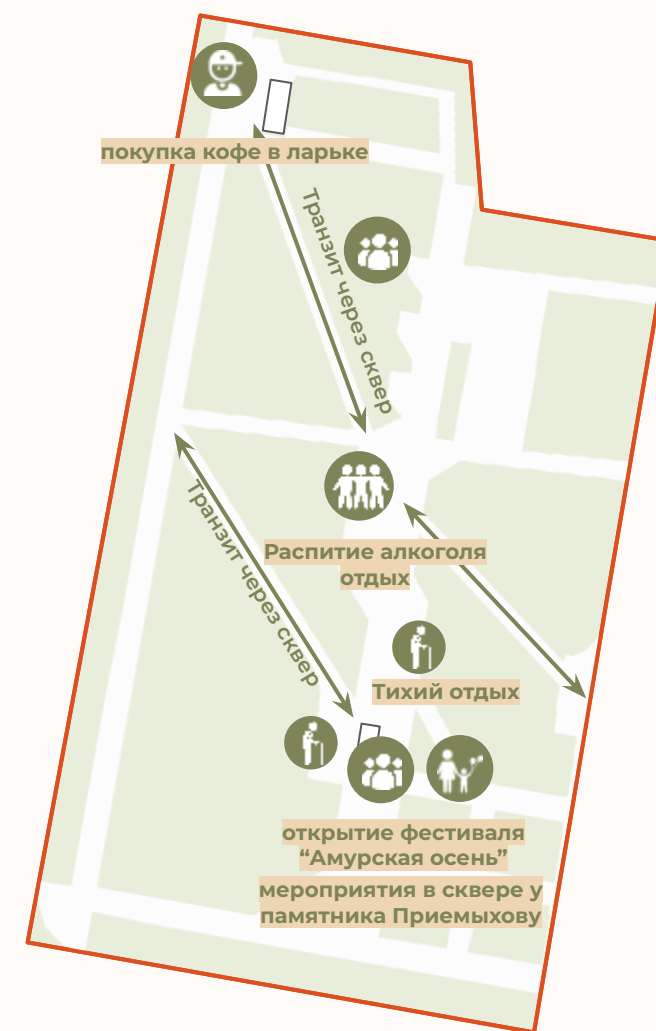 покупка кофе в ларьке
Транзит через сквер
Транзит через сквер
Распитие алкоголя
отдых
Тихий отдых
открытие фестиваля
“Амурская осень”
мероприятия в сквере у
памятника Приемыхову